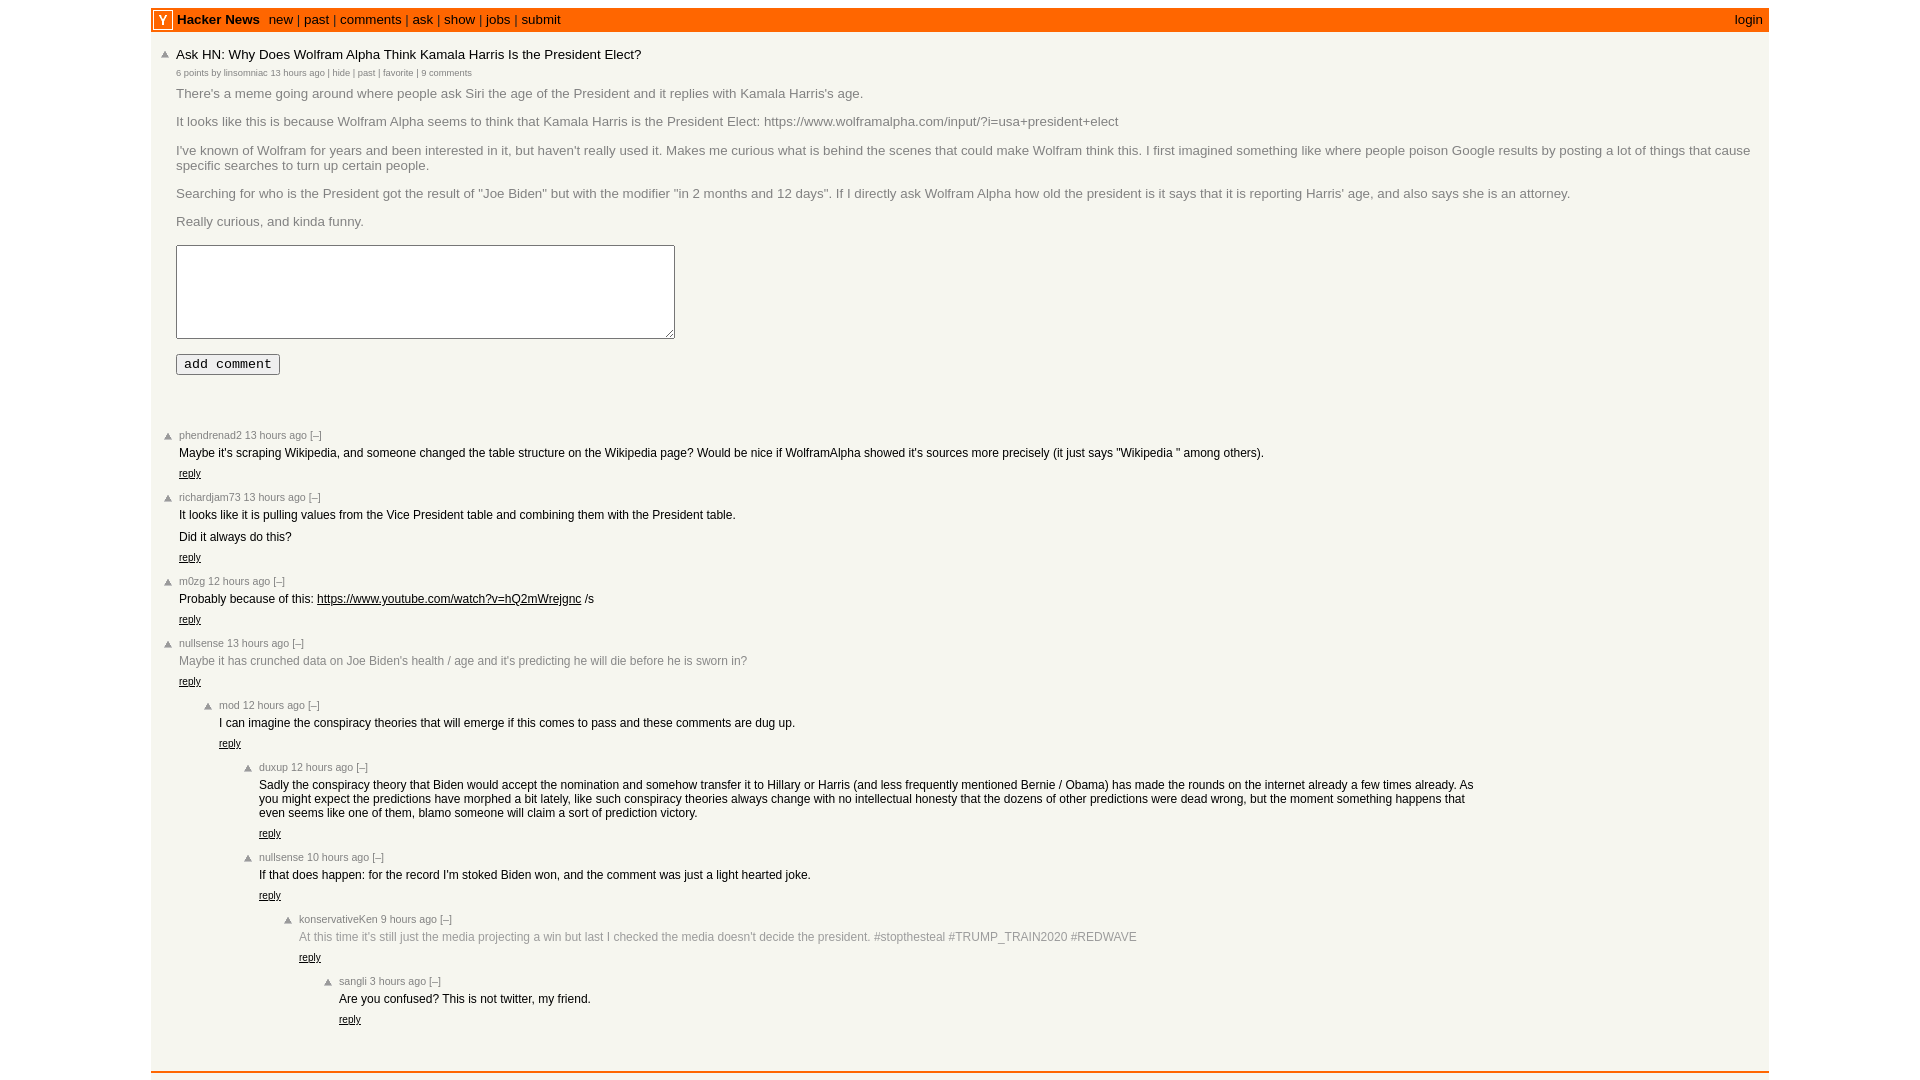 Y Hacker News new | past | comments | ask | show | jobs | submit login
Ask HN: Why Does Wolfram Alpha Think Kamala Harris Is the President Elect?
6 points by linsomniac 13 hours ago | hide | past | favorite | 9 comments
There's a meme going around where people ask Siri the age of the President and it replies with Kamala Harris's age.
It looks like this is because Wolfram Alpha seems to think that Kamala Harris is the President Elect: https://www.wolframalpha.com/input/?i=usa+president+elect
I've known of Wolfram for years and been interested in it, but haven't really used it. Makes me curious what is behind the scenes that could make Wolfram think this. I first imagined something like where people poison Google results by posting a lot of things that cause
specific searches to turn up certain people.
Searching for who is the President got the result of "Joe Biden" but with the modifier "in 2 months and 12 days". If I directly ask Wolfram Alpha how old the president is it says that it is reporting Harris' age, and also says she is an attorney.
Really curious, and kinda funny.
add comment
phendrenad2 13 hours ago [–]
Maybe it's scraping Wikipedia, and someone changed the table structure on the Wikipedia page? Would be nice if WolframAlpha showed it's sources more precisely (it just says "Wikipedia " among others).
reply
richardjam73 13 hours ago [–]
It looks like it is pulling values from the Vice President table and combining them with the President table.
Did it always do this?
reply
m0zg 12 hours ago [–]
Probably because of this: https://www.youtube.com/watch?v=hQ2mWrejgnc /s
reply
nullsense 13 hours ago [–]
Maybe it has crunched data on Joe Biden's health / age and it's predicting he will die before he is sworn in?
reply
mod 12 hours ago [–]
I can imagine the conspiracy theories that will emerge if this comes to pass and these comments are dug up.
reply
duxup 12 hours ago [–]
Sadly the conspiracy theory that Biden would accept the nomination and somehow transfer it to Hillary or Harris (and less frequently mentioned Bernie / Obama) has made the rounds on the internet already a few times already. As
you might expect the predictions have morphed a bit lately, like such conspiracy theories always change with no intellectual honesty that the dozens of other predictions were dead wrong, but the moment something happens that
even seems like one of them, blamo someone will claim a sort of prediction victory.
reply
nullsense 10 hours ago [–]
If that does happen: for the record I'm stoked Biden won, and the comment was just a light hearted joke.
reply
konservativeKen 9 hours ago [–]
At this time it's still just the media projecting a win but last I checked the media doesn't decide the president. #stopthesteal #TRUMP_TRAIN2020 #REDWAVE
reply
sangli 3 hours ago [–]
Are you confused? This is not twitter, my friend.
reply